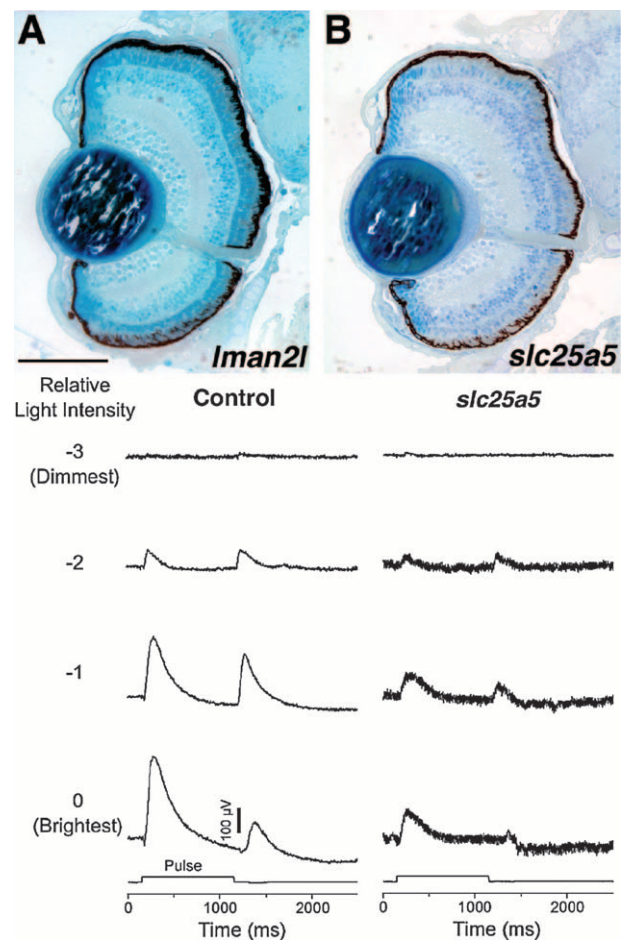 A
B
lman2l
slc25a5
Relative
Light Intensity
Control
slc25a5
-3
(Dimmest)
-2
-1
0
(Brightest)
100 µV
Pulse
0 1000 2000
0 1000 2000
Time (ms)
Time (ms)